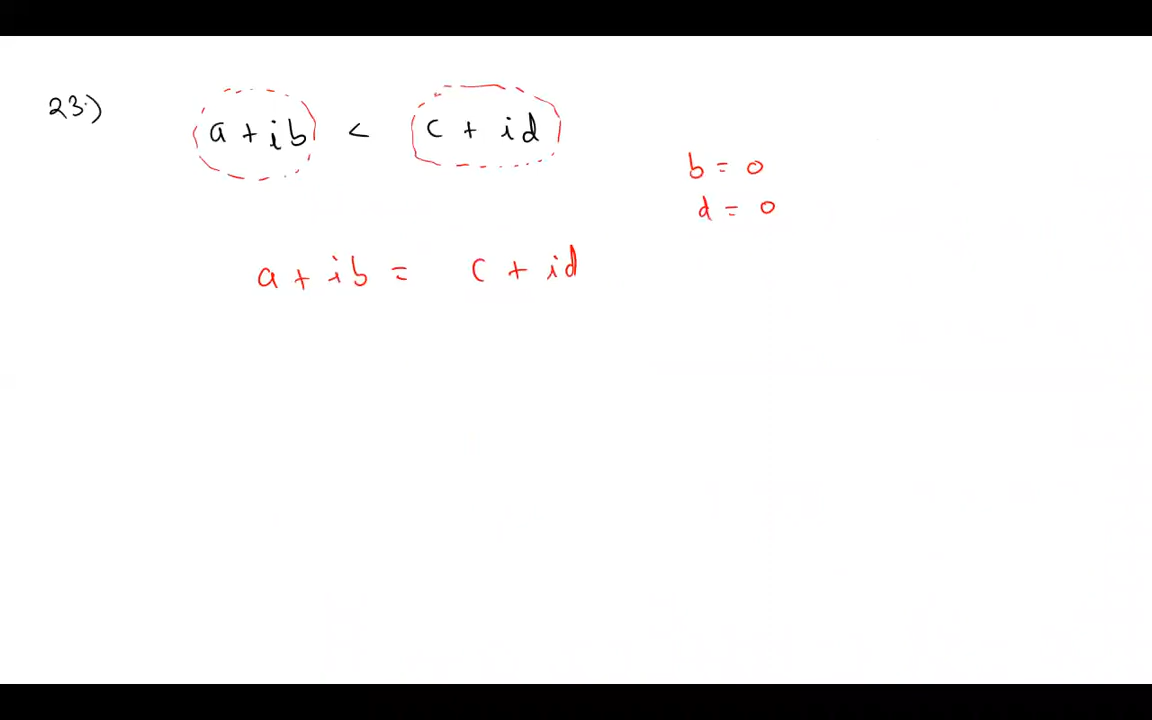 23.) a + ib < c + id
b = 0
d = 0
a + ib = c + id